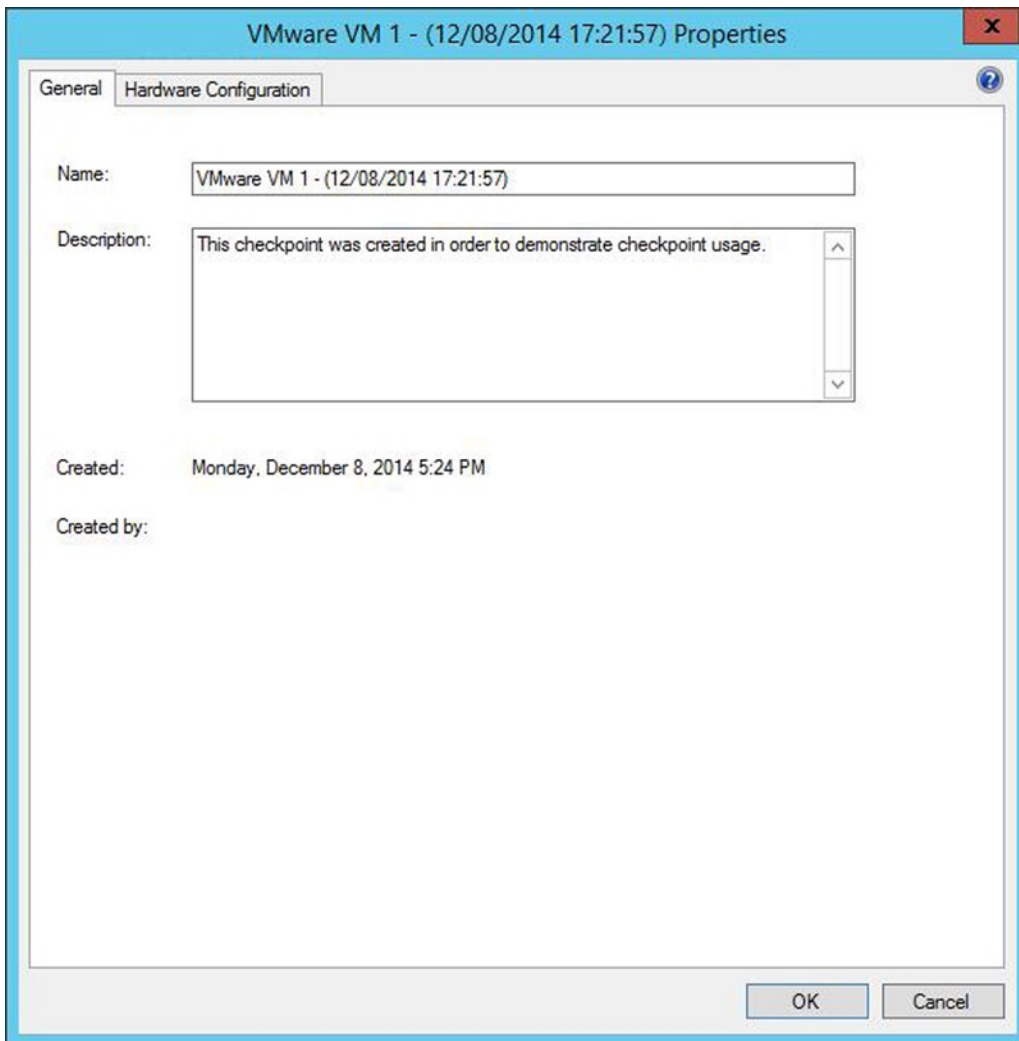 VMware VM 1 - (12/08/2014 17:21:57) Properties
x
General Hardware Configuration ?
Name: VMware VM 1 - (12/08/2014 17:21:57)
Description: This checkpoint was created in order to demonstrate checkpoint usage.
Created: Monday, December 8, 2014 5:24 PM
Created by:
OK Cancel